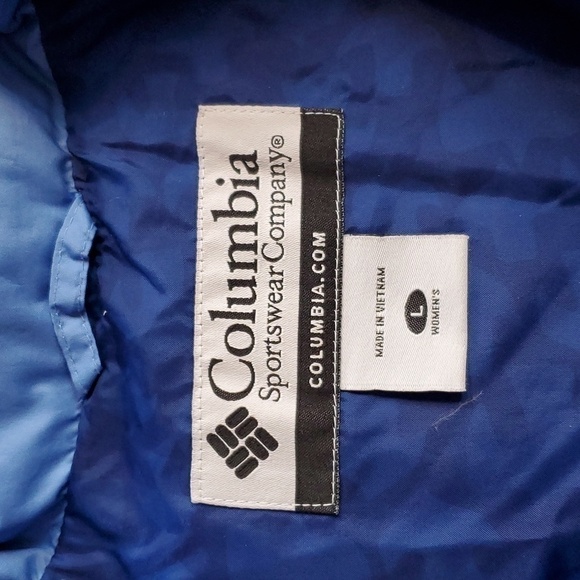 Columbia
Sportswear Company®
COLUMBIA.COM
MADE IN VIETNAM
L
WOMEN'S